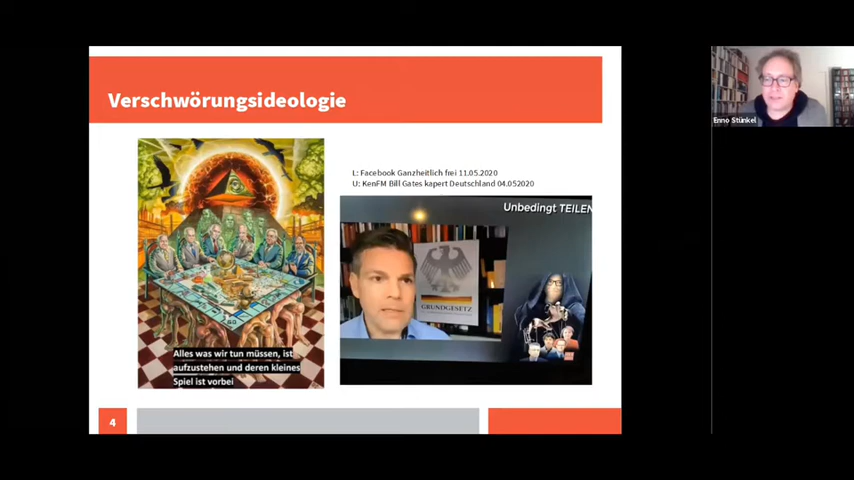 Verschwörungsideologie
L: Facebook Ganzheitlich frei 11.05.2020
U: KenFM Bill Gates kapert Deutschland 04.052020
Unbedingt TEILEN
GRUNDGESETZ
Alles was wir tun müssen, ist
aufzustehen und deren kleines
Spiel ist vorbei
4
Enno Stünkel